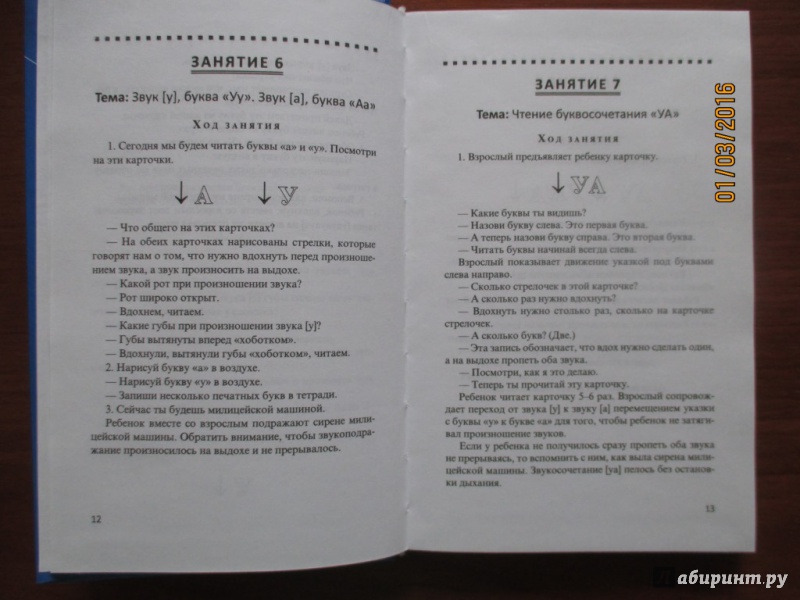 ЗАНЯТИЕ 6
Тема: Звук [у], буква «Уу». Звук [а], буква «Аа»
Ход занятия
1. Сегодня мы будем читать буквы «а» и «у». Посмотри
на эти карточки.
А У
— Что общего на этих карточках?
— На обеих карточках нарисованы стрелки, которые
говорят нам о том, что нужно вдохнуть перед произноше-
нием звука, а звук произносить на выдохе.
— Какой рот при произношении звука?
— Рот широко открыт.
— Вдохнем, читаем.
— Какие губы при произношении звука [у]?
— Губы вытянуты вперед «хоботком».
— Вдохнули, вытянули губы «хоботком», читаем.
2. Нарисуй букву «а» в воздухе.
— Нарисуй букву «у» в воздухе.
— Запиши несколько печатных букв в тетради.
3. Сейчас ты будешь милицейской машиной.
Ребенок вместе со взрослым подражают сирене мили-
цейской машины. Обратить внимание, чтобы звукоподра-
жание произносилось на выдохе и не прерывалось.
12
ЗАНЯТИЕ 7
Тема: Чтение буквосочетания «УА»
Ход занятия
1. Взрослый предъявляет ребенку карточку.
УА
— Какие буквы ты видишь?
— Назови букву слева. Это первая буква.
— А теперь назови букву справа. Это вторая буква.
— Читать буквы начинай всегда слева.
Взрослый показывает движение указкой под буквами
слева направо.
— Сколько стрелочек в этой карточке?
— А сколько раз нужно вдохнуть?
— Вдохнуть нужно столько раз, сколько на карточке
стрелочек.
— А сколько букв? (Две.)
— Эта запись обозначает, что вдох нужно сделать один,
а на выдохе пропеть оба звука.
— Посмотри, как я это делаю.
— Теперь ты прочитай эту карточку.
Ребенок читает карточку 5–6 раз. Взрослый сопровож-
дает переход от звука [у] к звуку [а] перемещением указки
с буквы «у» к букве «а» для того, чтобы ребенок не затяги-
вал произношение звуков.
Если у ребенка не получилось сразу пропеть оба звука
не прерываясь, то вспомнить с ним, как выла сирена мили-
цейской машины. Звукосочетание [уа] пелось без останов-
ки дыхания.
13
01/03/2016
абиринт.ру